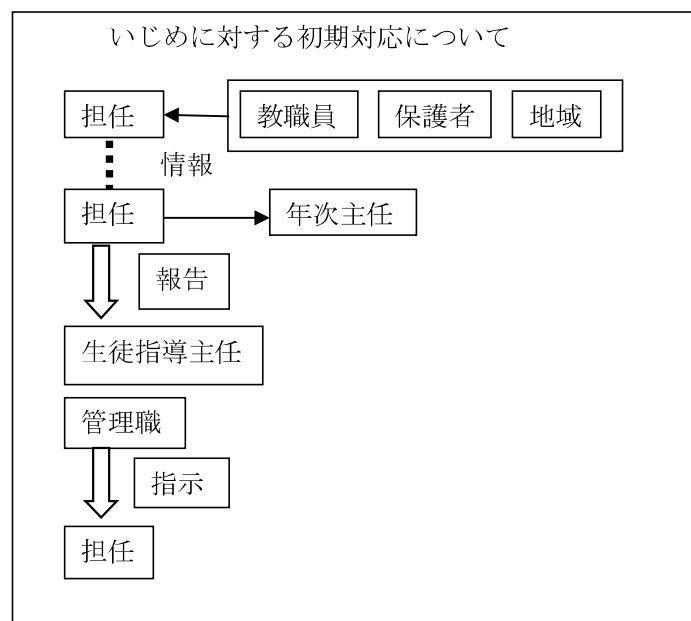 いじめに対する初期対応について
担任
教職員 保護者 地域
情報
担任
年次主任
報告
生徒指導主任
管理職
指示
担任